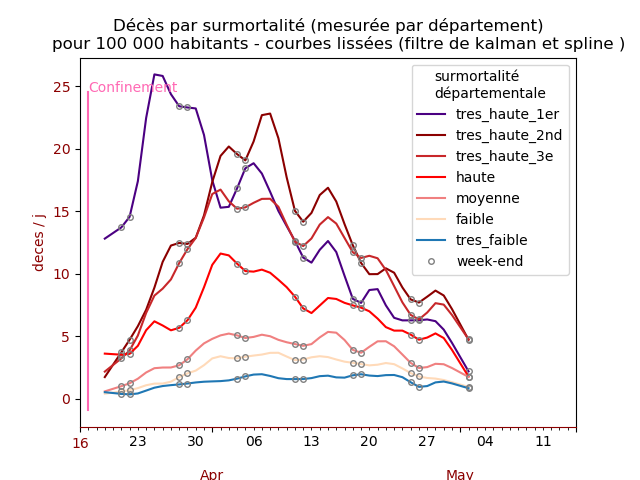 Décès par surmortalité (mesurée par département)
pour 100 000 habitants - courbes lissées (filtre de kalman et spline )
Confinement
surmortalité
départementale
tres_haute_1er
tres_haute_2nd
tres_haute_3e
haute
moyenne
faible
tres_faible
week-end
deces / j
25
20
15
10
5
0
16 23 30 06 13 20 27 04 11
Apr May